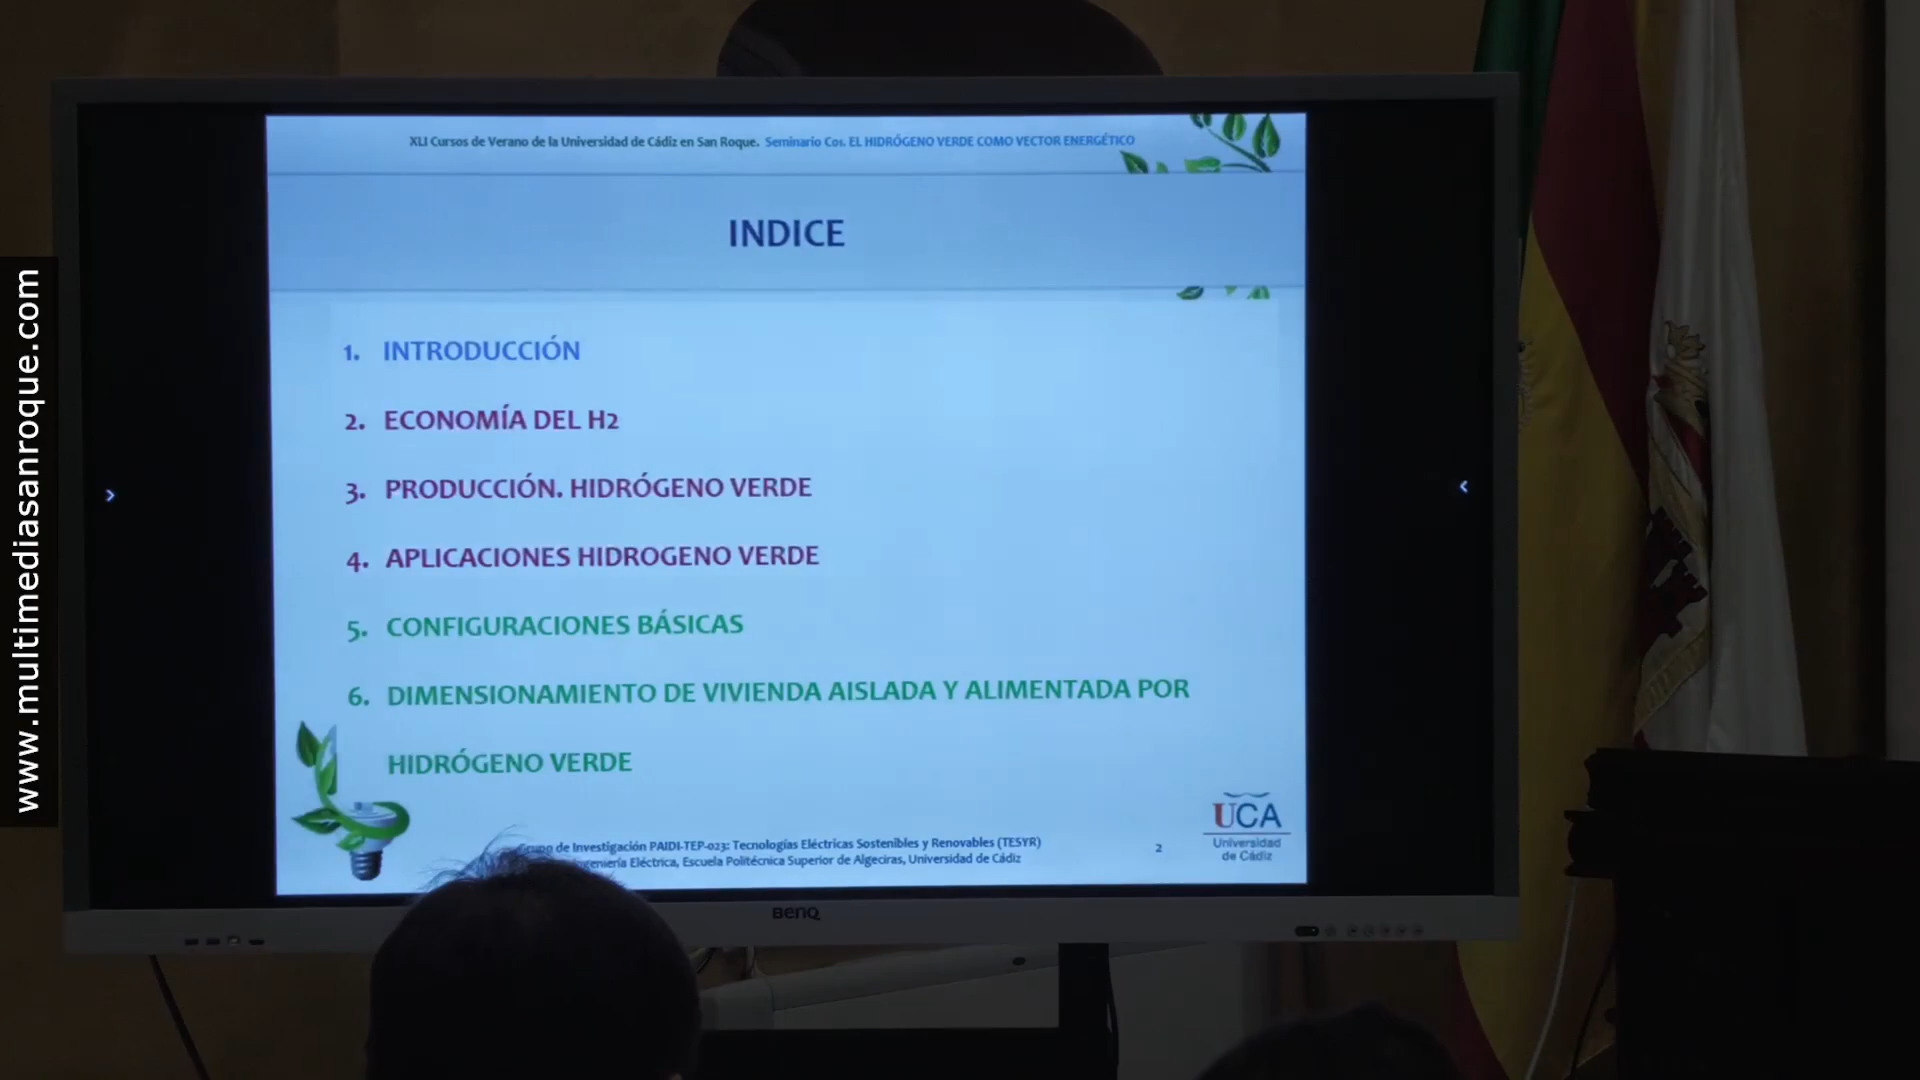 www.multimediasanroque.com
XLI Cursos de Verano de la Universidad de Cádiz en San Roque. Seminario C01. EL HIDRÓGENO VERDE COMO VECTOR ENERGÉTICO
INDICE
1. INTRODUCCIÓN
2. ECONOMÍA DEL H2
3. PRODUCCIÓN. HIDRÓGENO VERDE
4. APLICACIONES HIDROGENO VERDE
5. CONFIGURACIONES BÁSICAS
6. DIMENSIONAMIENTO DE VIVIENDA AISLADA Y ALIMENTADA POR
HIDRÓGENO VERDE
de Investigación PAIDI-TEP-023: Tecnologías Eléctricas Sostenibles y Renovables (TESYR)
Eléctrica, Escuela Politécnica Superior de Algeciras, Universidad de Cádiz
2
UCA
Universidad
de Cádiz
BenQ